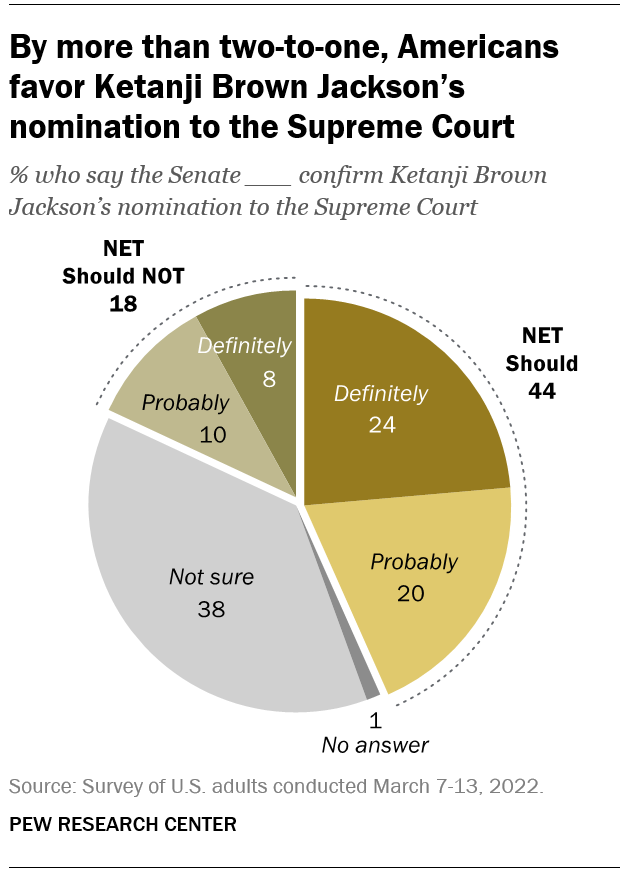 By more than two-to-one, Americans
favor Ketanji Brown Jackson’s
nomination to the Supreme Court
% who say the Senate ___ confirm Ketanji Brown
Jackson’s nomination to the Supreme Court
NET
Should NOT
18
Definitely
8
Probably
10
NET
Should
44
Definitely
24
Probably
20
Not sure
38
1
No answer
Source: Survey of U.S. adults conducted March 7-13, 2022.
PEW RESEARCH CENTER